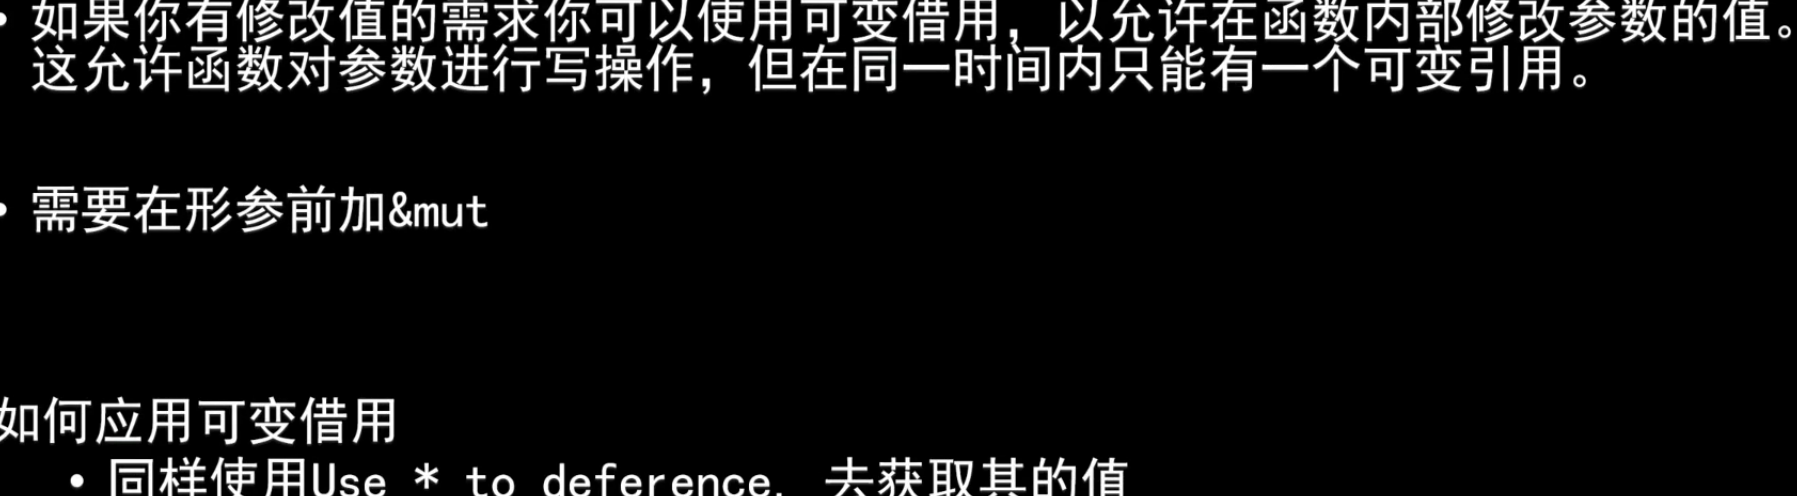 • 如果你有修改值的需求你可以使用可变借用，以允许在函数内部修改参数的值。
这允许函数对参数进行写操作，但在同一时间内只能有一个可变引用。
• 需要在形参前加&mut
如何应用可变借用
• 同样使用Use * to deference. 去获取其的值